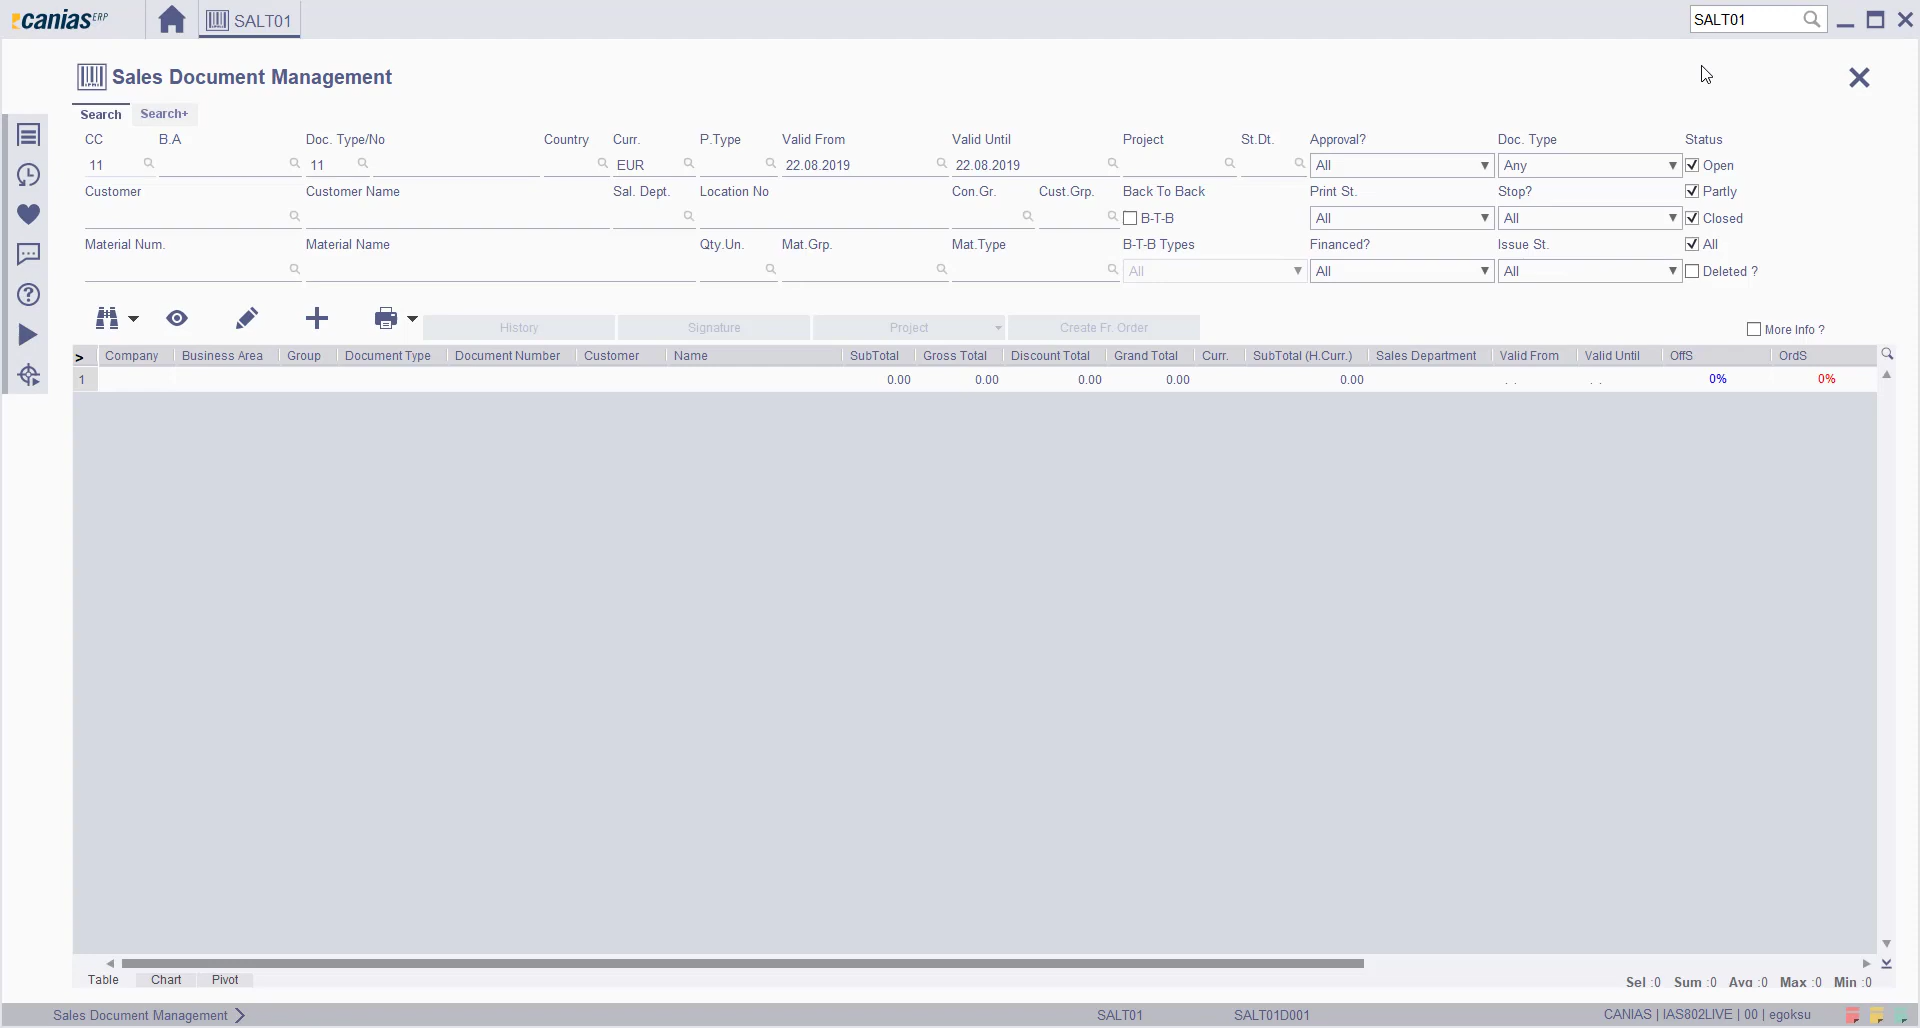 canias ERP SALT01 SALT01
Sales Document Management
Search Search+
CC B.A Doc. Type/No Country Curr. P.Type Valid From Valid Until Project St.Dt. Approval? Doc. Type Status
11 11 EUR 22.08.2019 22.08.2019 All Any Open
Customer Customer Name Sal. Dept. Location No Con.Gr. Cust.Grp. Back To Back Print St. Stop? Partly
B-T-B All All Closed
Material Num. Material Name Qty.Un. Mat.Grp. Mat.Type B-T-B Types Financed? Issue St. All
All All All Deleted ?
History Signature Project Create Fr. Order More Info ?
> Company Business Area Group Document Type Document Number Customer Name SubTotal Gross Total Discount Total Grand Total Curr. SubTotal (H.Curr.) Sales Department Valid From Valid Until OffS OrdS
1 0.00 0.00 0.00 0.00 0.00 . . . . 0% 0%
Table Chart Pivot Sel :0 Sum :0 Avg :0 Max :0 Min :0
Sales Document Management SALT01 SALT01D001 CANIAS | IAS802LIVE | 00 | egoksu